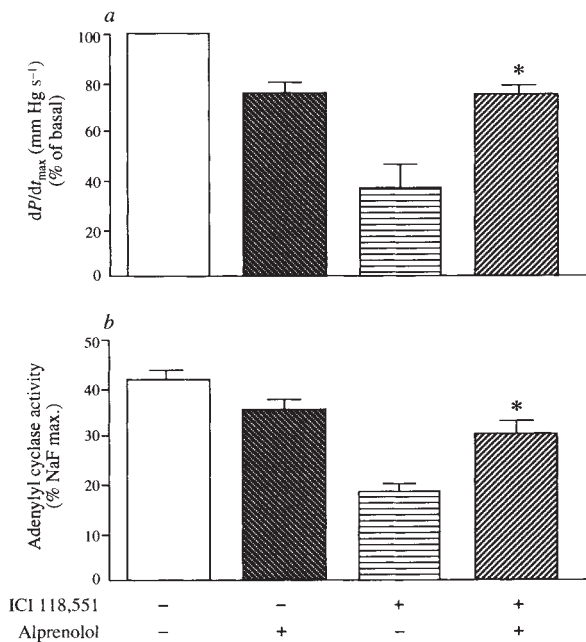 a
dP/dtmax (mm Hg s⁻¹)
(% of basal)
100
80
60
40
20
0
*
b
Adenylyl cyclase activity
(% NaF max.)
50
40
30
20
10
0
*
ICI 118,551 – – + +
Alprenolol – + – +